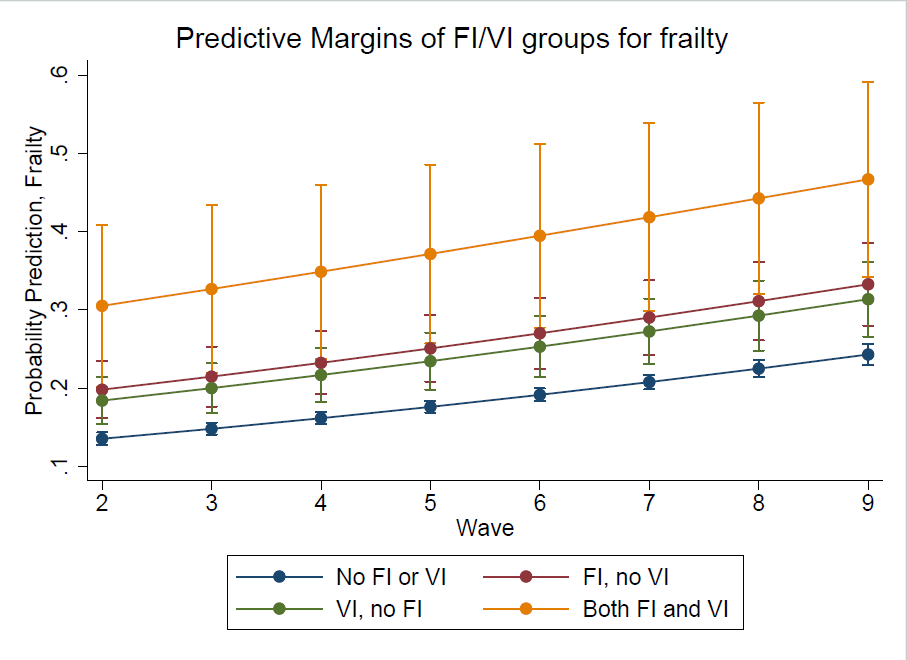 Predictive Margins of FI/VI groups for frailty
Probability Prediction, Frailty
.6
.5
.4
.3
.2
.1
2 3 4 5 6 7 8 9
Wave
No FI or VI FI, no VI
VI, no FI Both FI and VI